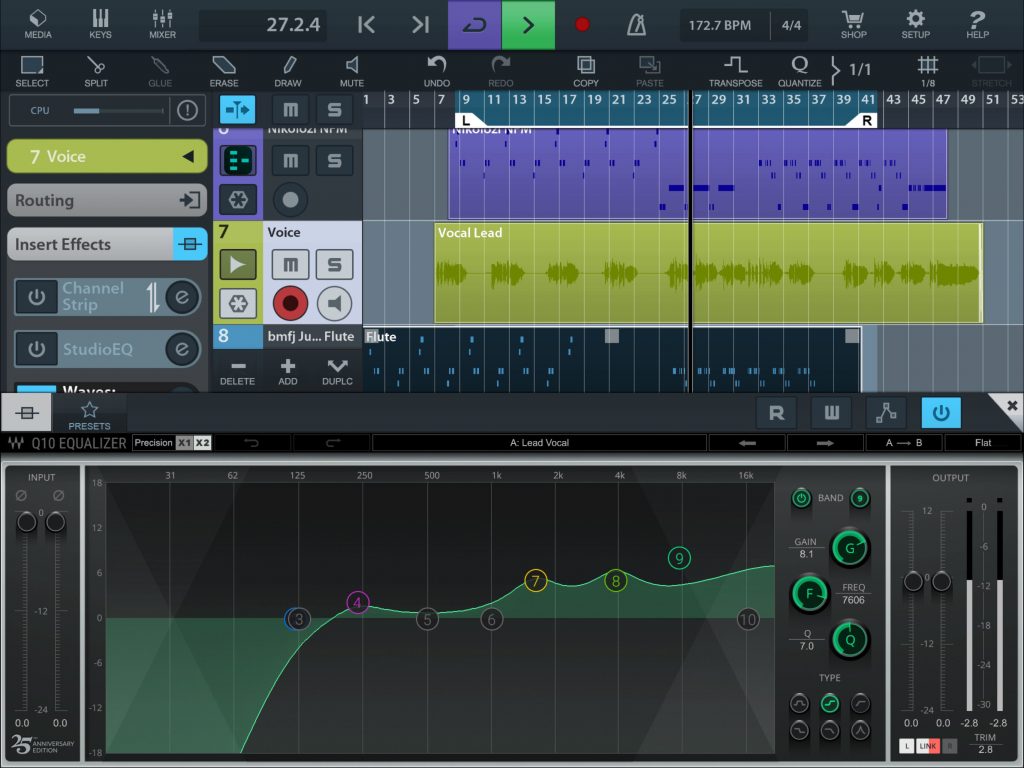 27.2.4
172.7 BPM
4/4
MEDIA
KEYS
MIXER
SHOP
SETUP
HELP
SELECT
SPLIT
GLUE
ERASE
DRAW
MUTE
UNDO
REDO
COPY
PASTE
TRANSPOSE
QUANTIZE
1/1
1/8
STRETCH
CPU
M
S
1 3 5 7 9 11 13 15 17 19 21 23 25 27 29 31 33 35 37 39 41 43 45 47 49 51 53
L
R
Nikolozi NFM
Nikolozi NFM
M
S
7 Voice
Routing
Insert Effects
Channel
Strip
e
StudioEQ
e
Waves:
7
Voice
M
S
Vocal Lead
8
bmfj Ju... Flute
Flute
DELETE
ADD
DUPLC
PRESETS
R
W
Q10 EQUALIZER
Precision X1 X2
A: Lead Vocal
A → B
Flat
INPUT
0
-12
-24
0.0 0.0
25th ANNIVERSARY
EDITION
31 62 125 250 500 1k 2k 4k 8k 16k
18
12
6
0
-6
-12
-18
3
4
5
6
7
8
9
10
BAND
9
GAIN
8.1
G
F
FREQ
7606
Q
7.0
Q
TYPE
OUTPUT
12
0
-12
-24
0
-6
-12
-18
-24
-30
0.0 0.0 -2.8 -2.8
L LINK R
TRIM
2.8